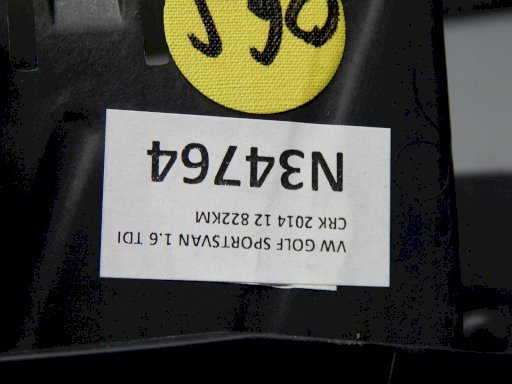 VW GOLF SPORTSVAN 1.6 TDI
CRK 2014 12 822KM
N34764